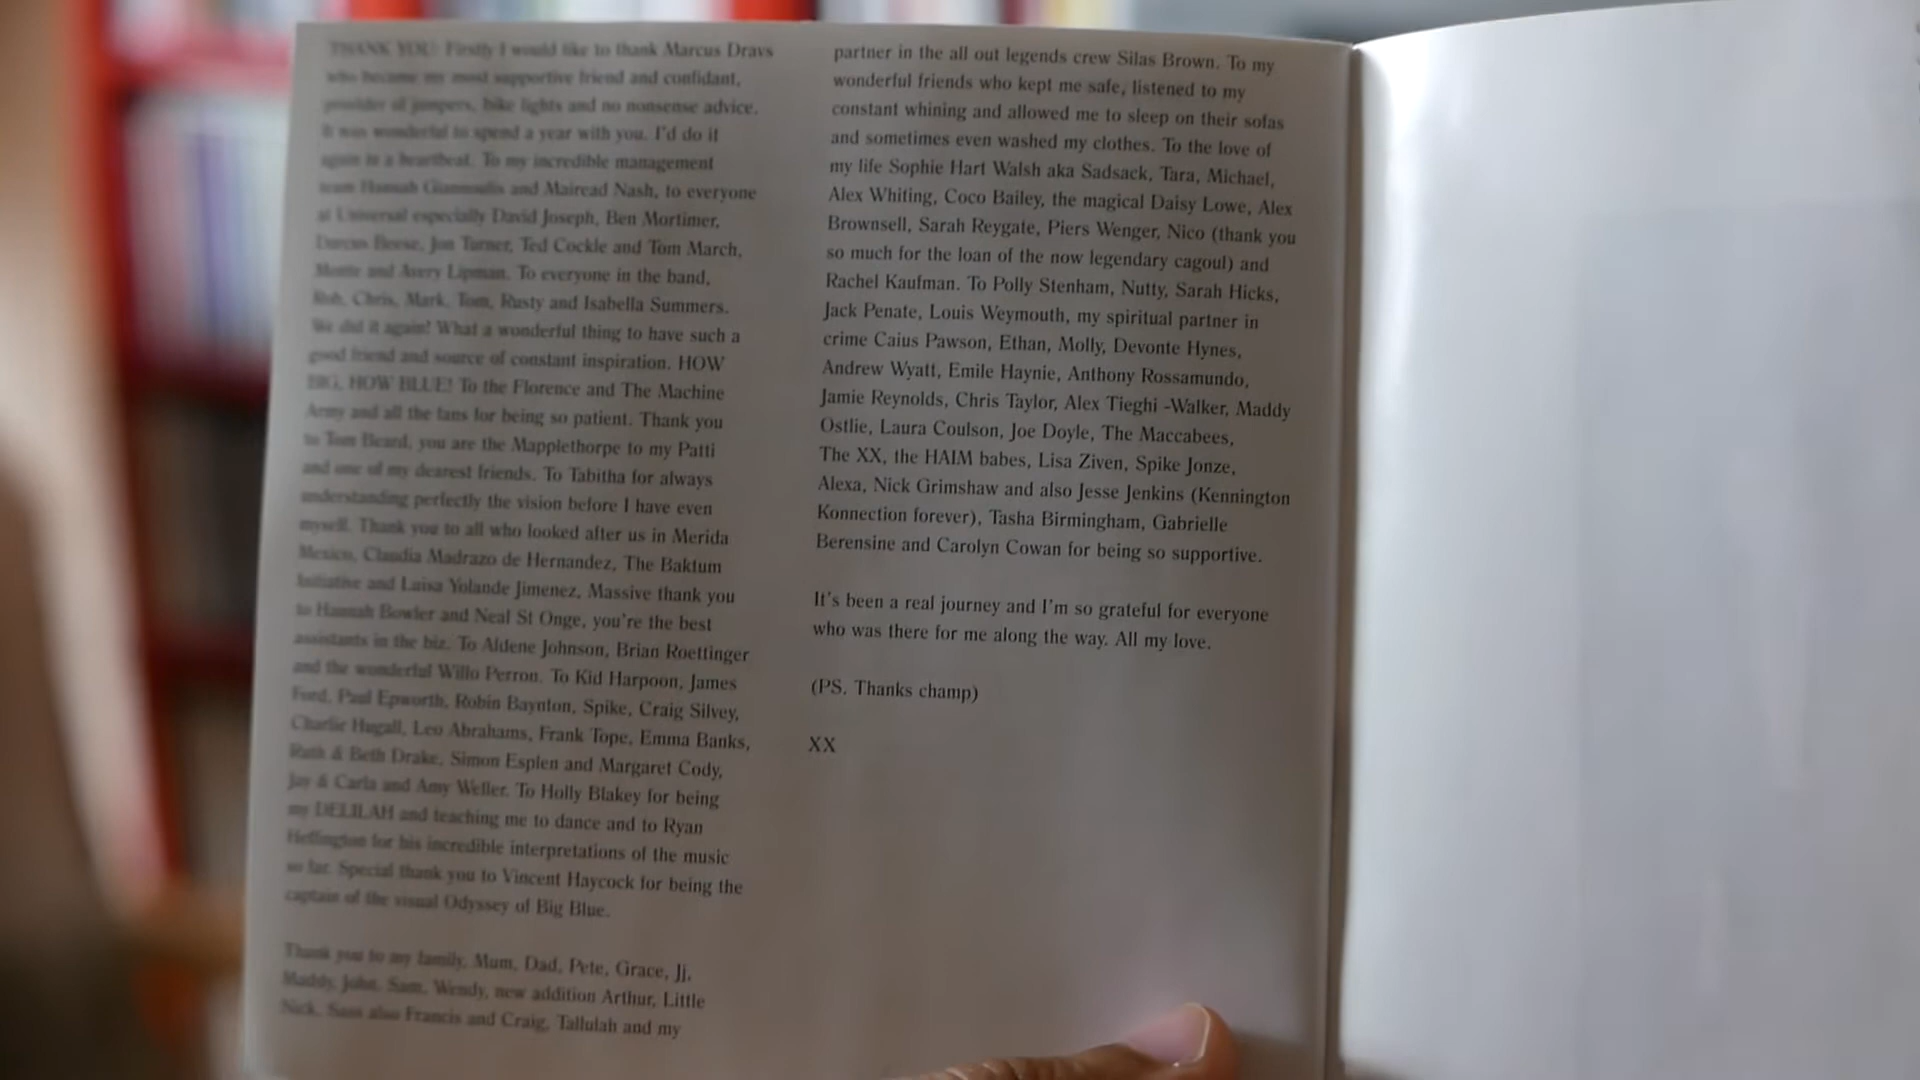 THANK YOU: Firstly I would like to thank Marcus Dravs
who became my most supportive friend and confidant,
provider of jumpers, bike lights and no nonsense advice.
It was wonderful to spend a year with you. I'd do it
again in a heartbeat. To my incredible management
team Hannah Giannoulis and Mairead Nash, to everyone
at Universal especially David Joseph, Ben Mortimer,
Darcus Beese, Jon Turner, Ted Cockle and Tom March,
Monte and Avery Lipman. To everyone in the band,
Rob, Chris, Mark, Tom, Rusty and Isabella Summers.
We did it again! What a wonderful thing to have such a
good friend and source of constant inspiration. HOW
BIG, HOW BLUE! To the Florence and The Machine
Army and all the fans for being so patient. Thank you
to Tom Beard, you are the Mapplethorpe to my Patti
and one of my dearest friends. To Tabitha for always
understanding perfectly the vision before I have even
myself. Thank you to all who looked after us in Merida
Mexico, Claudia Madrazo de Hernandez, The Baktum
Initiative and Luisa Yolande Jimenez, Massive thank you
to Hannah Bowler and Neal St Onge, you're the best
assistants in the biz. To Aldene Johnson, Brian Roettinger
and the wonderful Willo Perron. To Kid Harpoon, James
Ford, Paul Epworth, Robin Baynton, Spike, Craig Silvey,
Charlie Hugall, Leo Abrahams, Frank Tope, Emma Banks,
Ruth & Beth Drake, Simon Esplen and Margaret Cody,
Jay & Carla and Amy Weller. To Holly Blakey for being
my DELILAH and teaching me to dance and to Ryan
Heffington for his incredible interpretations of the music
so far. Special thank you to Vincent Haycock for being the
captain of the visual Odyssey of Big Blue.
Thank you to my family, Mum, Dad, Pete, Grace, Jj,
Maddy, John, Sam, Wendy, new addition Arthur, Little
Nick, Sass also Francis and Craig, Tallulah and my
partner in the all out legends crew Silas Brown. To my
wonderful friends who kept me safe, listened to my
constant whining and allowed me to sleep on their sofas
and sometimes even washed my clothes. To the love of
my life Sophie Hart Walsh aka Sadsack, Tara, Michael,
Alex Whiting, Coco Bailey, the magical Daisy Lowe, Alex
Brownsell, Sarah Reygate, Piers Wenger, Nico (thank you
so much for the loan of the now legendary cagoul) and
Rachel Kaufman. To Polly Stenham, Nutty, Sarah Hicks,
Jack Penate, Louis Weymouth, my spiritual partner in
crime Caius Pawson, Ethan, Molly, Devonte Hynes,
Andrew Wyatt, Emile Haynie, Anthony Rossamundo,
Jamie Reynolds, Chris Taylor, Alex Tieghi -Walker, Maddy
Ostlie, Laura Coulson, Joe Doyle, The Maccabees,
The XX, the HAIM babes, Lisa Ziven, Spike Jonze,
Alexa, Nick Grimshaw and also Jesse Jenkins (Kennington
Konnection forever), Tasha Birmingham, Gabrielle
Berensine and Carolyn Cowan for being so supportive.
It's been a real journey and I'm so grateful for everyone
who was there for me along the way. All my love.
(PS. Thanks champ)
XX